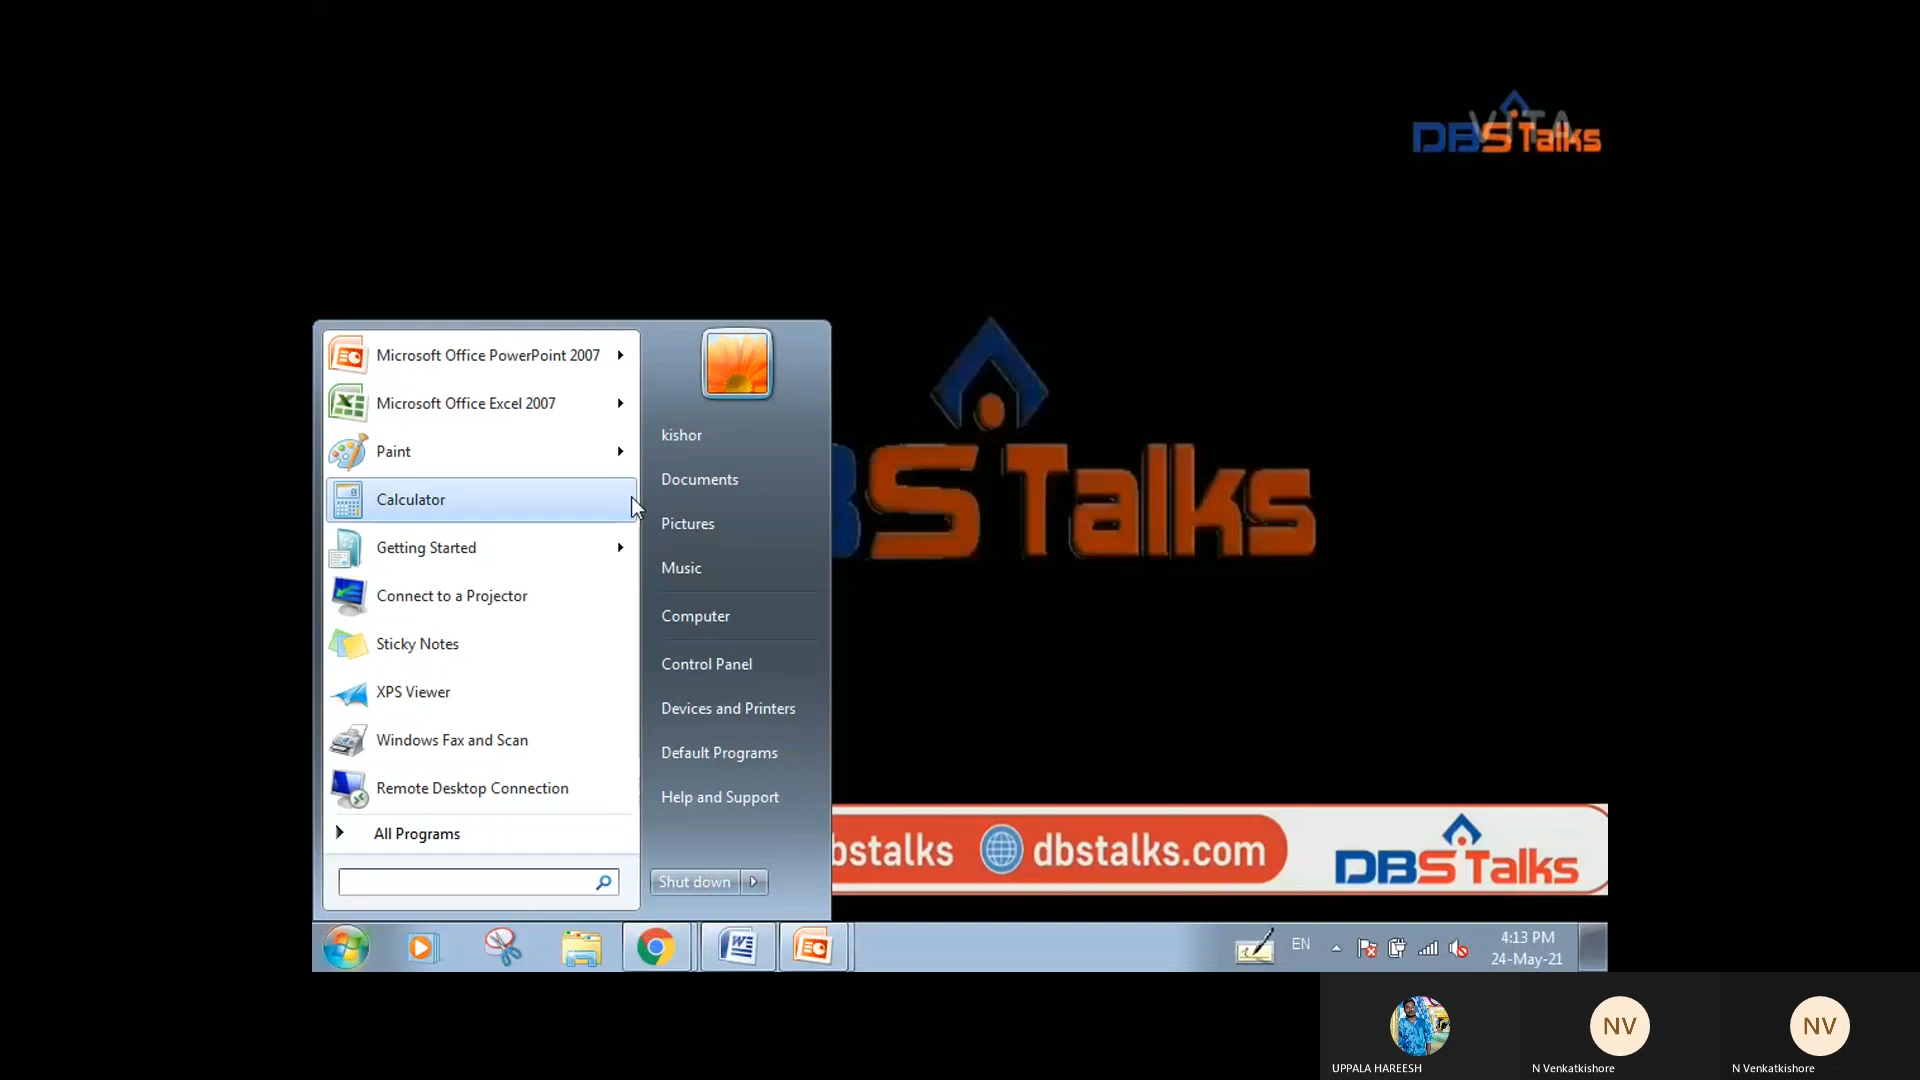 VITA
DBS Talks
Microsoft Office PowerPoint 2007
Microsoft Office Excel 2007
Paint
Calculator
Getting Started
Connect to a Projector
Sticky Notes
XPS Viewer
Windows Fax and Scan
Remote Desktop Connection
All Programs
kishor
Documents
Pictures
Music
Computer
Control Panel
Devices and Printers
Default Programs
Help and Support
Shut down
S Talks
bstalks dbstalks.com
DBS Talks
EN
4:13 PM
24-May-21
NV
NV
UPPALA HAREESH
N Venkatkishore
N Venkatkishore